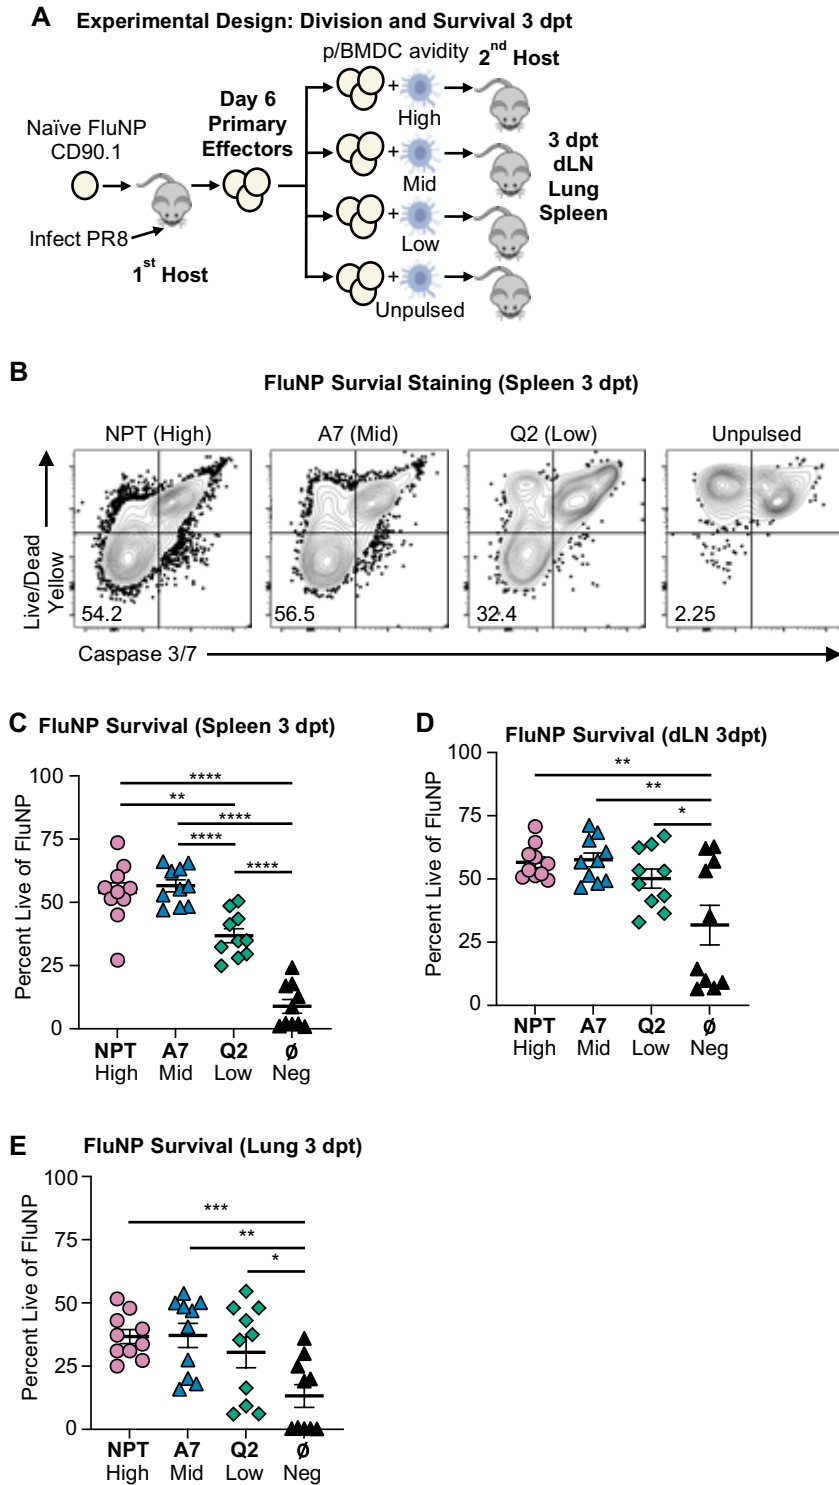 A Experimental Design: Division and Survival 3 dpt
p/BMDC avidity 2nd Host
Naïve FluNP
CD90.1
Infect PR8
1st Host
Day 6
Primary
Effectors
+
High
+
Mid
+
Low
+
Unpulsed
3 dpt
dLN
Lung
Spleen
B FluNP Survial Staining (Spleen 3 dpt)
NPT (High) A7 (Mid) Q2 (Low) Unpulsed
Live/Dead
Yellow
54.2 56.5 32.4 2.25
Caspase 3/7
C FluNP Survival (Spleen 3 dpt)
Percent Live of FluNP
100
75
50
25
0
****
**
****
****
****
NPT A7 Q2 Ø
High Mid Low Neg
D FluNP Survival (dLN 3dpt)
Percent Live of FluNP
100
75
50
25
0
**
**
*
NPT A7 Q2 Ø
High Mid Low Neg
E FluNP Survival (Lung 3 dpt)
Percent Live of FluNP
100
75
50
25
0
***
**
*
NPT A7 Q2 Ø
High Mid Low Neg